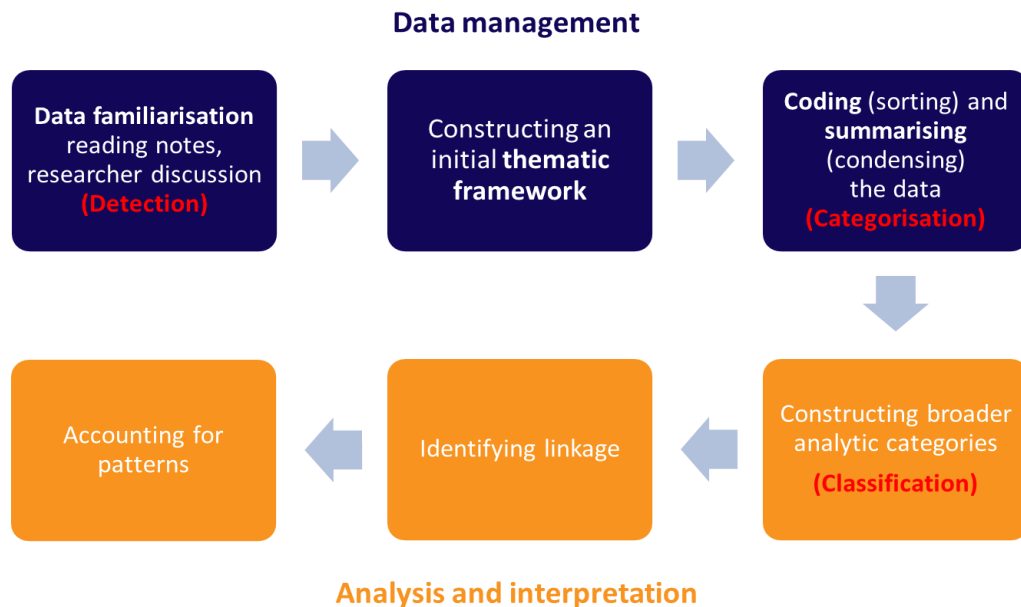 Data management
Data familiarisation
reading notes,
researcher discussion
(Detection)
Constructing an
initial thematic
framework
Coding (sorting) and
summarising
(condensing)
the data
(Categorisation)
Constructing broader
analytic categories
(Classification)
Identifying linkage
Accounting for
patterns
Analysis and interpretation